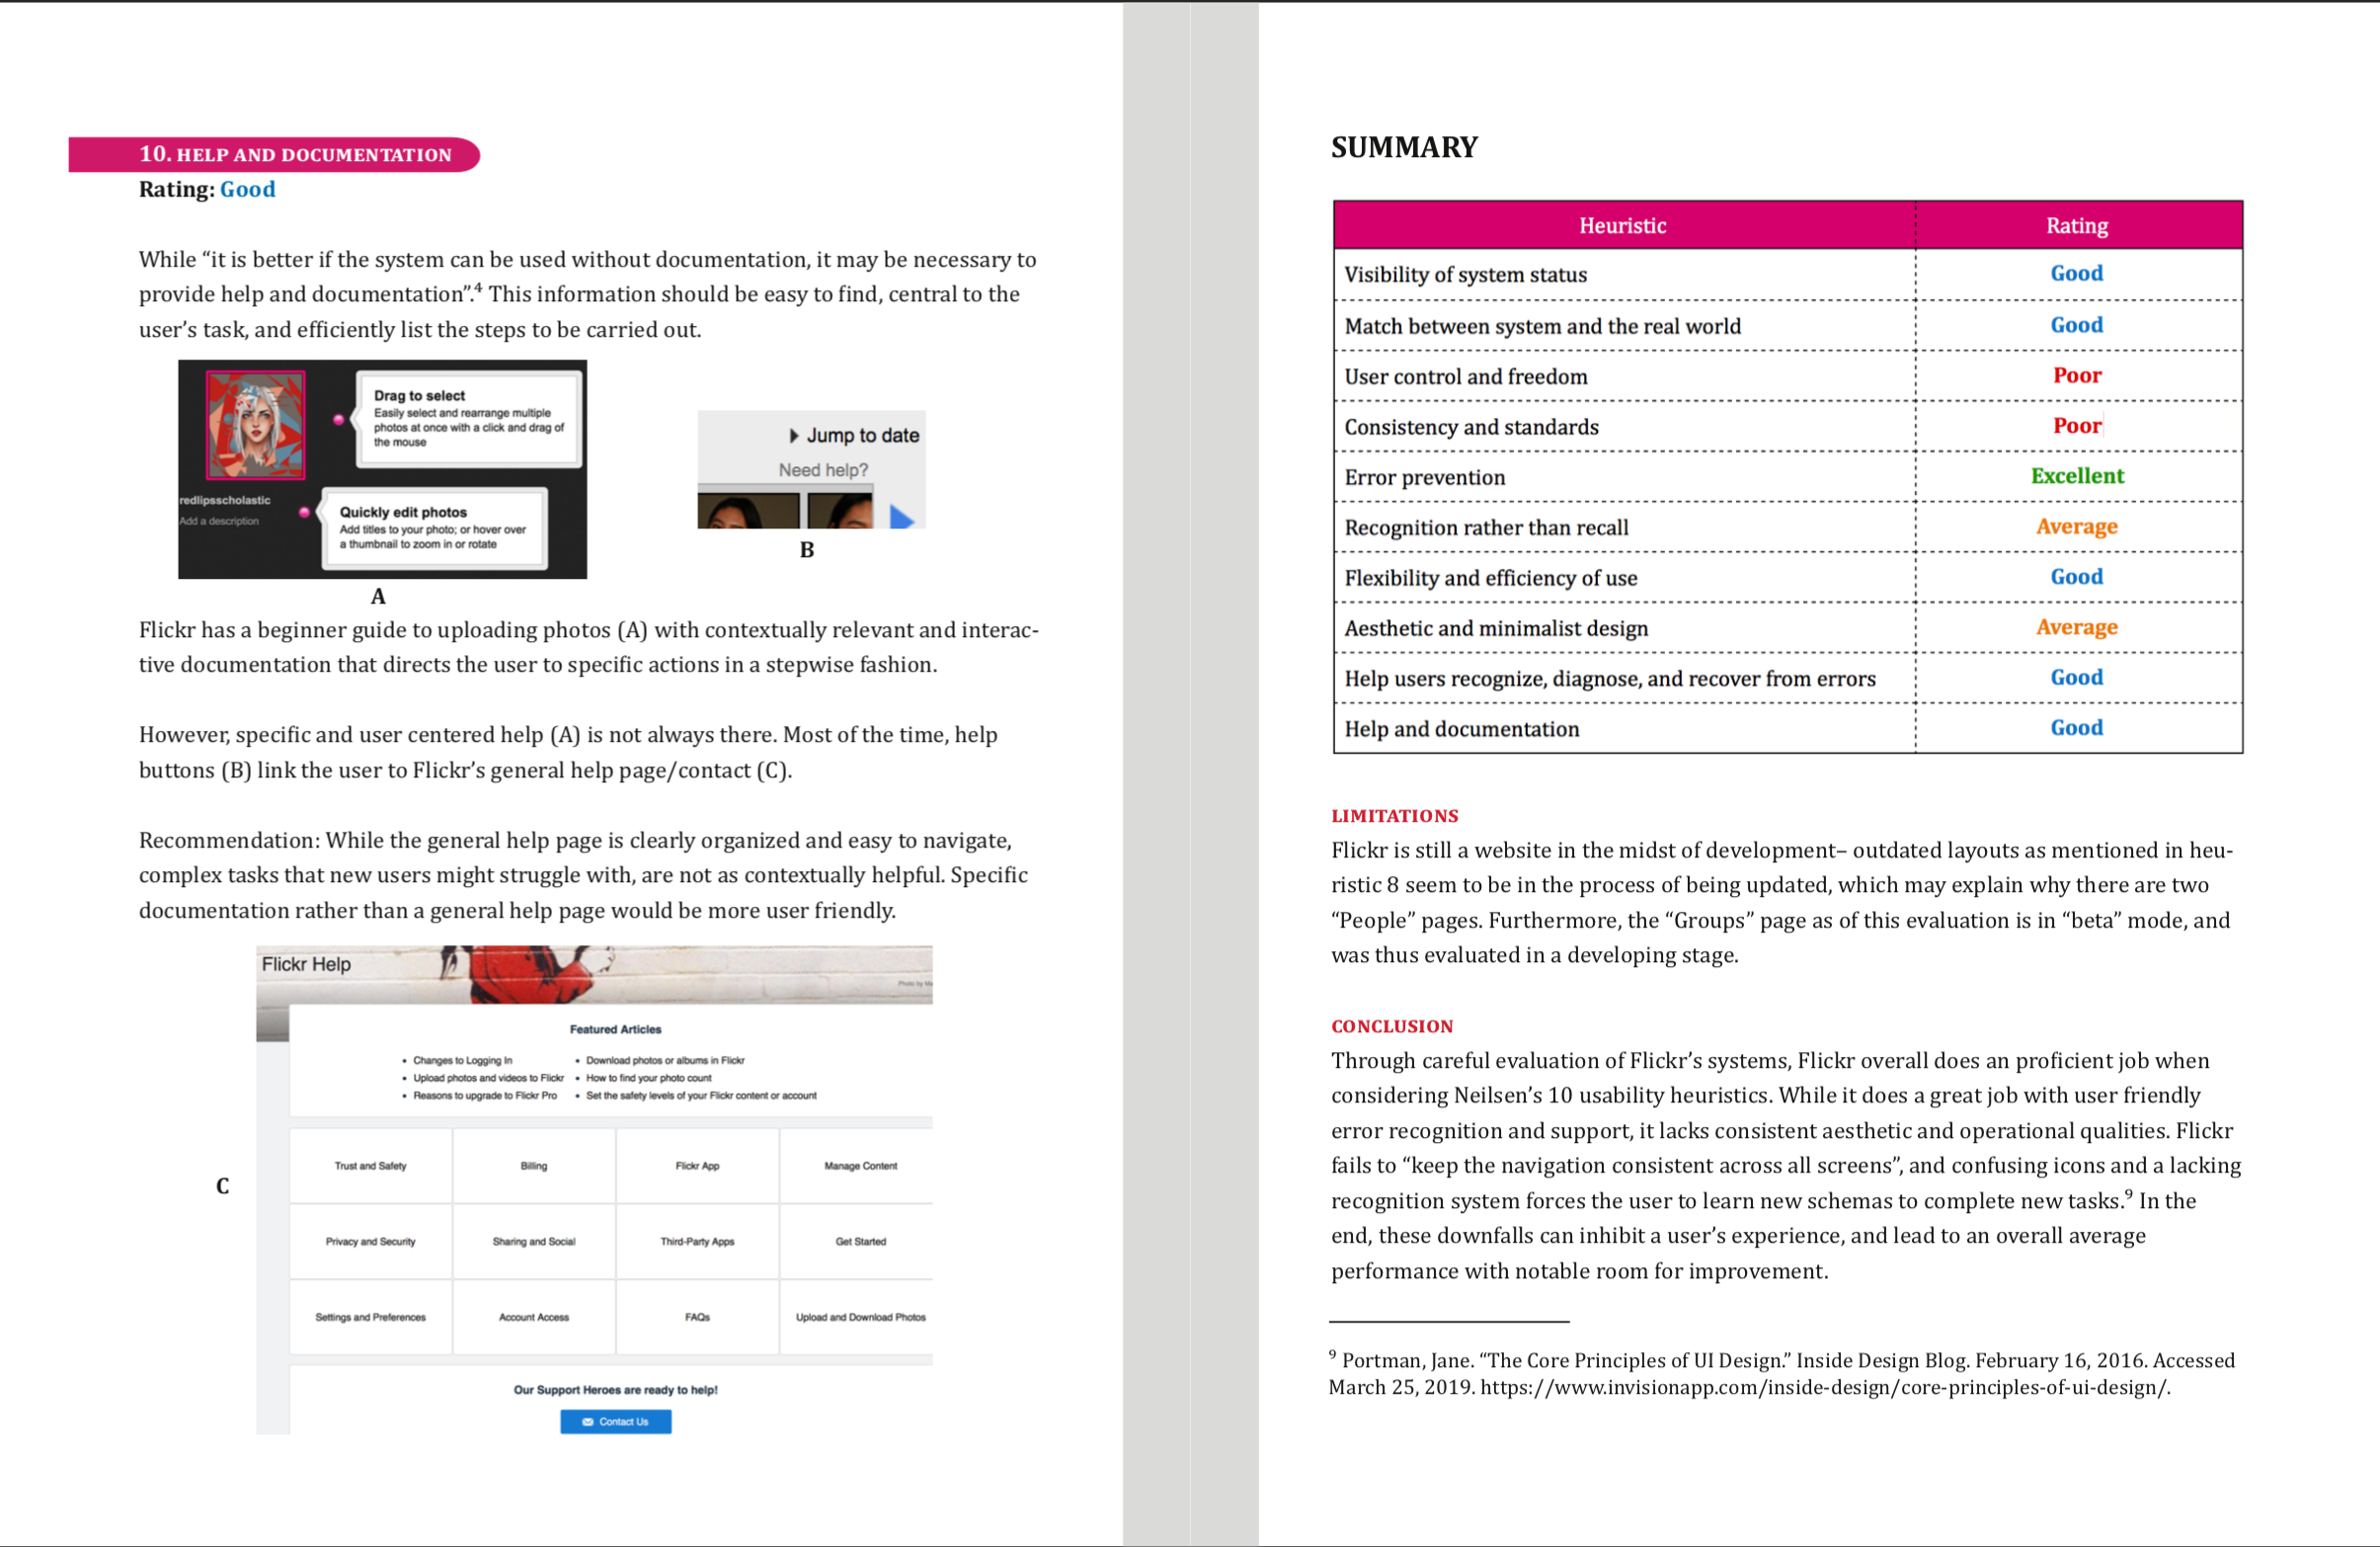 10. HELP AND DOCUMENTATION
Rating: Good
While “it is better if the system can be used without documentation, it may be necessary to
provide help and documentation”.⁴ This information should be easy to find, central to the
user’s task, and efficiently list the steps to be carried out.
Drag to select
Easily select and rearrange multiple
photos at once with a click and drag of
the mouse
redlipsscholastic
Add a description
Quickly edit photos
Add titles to your photo; or hover over
a thumbnail to zoom in or rotate
A
Jump to date
Need help?
B
Flickr has a beginner guide to uploading photos (A) with contextually relevant and interac-
tive documentation that directs the user to specific actions in a stepwise fashion.
However, specific and user centered help (A) is not always there. Most of the time, help
buttons (B) link the user to Flickr’s general help page/contact (C).
Recommendation: While the general help page is clearly organized and easy to navigate,
complex tasks that new users might struggle with, are not as contextually helpful. Specific
documentation rather than a general help page would be more user friendly.
Flickr Help
Photo by
Featured Articles
• Changes to Logging In
• Upload photos and videos to Flickr
• Reasons to upgrade to Flickr Pro
• Download photos or albums in Flickr
• How to find your photo count
• Set the safety levels of your Flickr content or account
Trust and Safety Billing Flickr App Manage Content
C
Privacy and Security Sharing and Social Third-Party Apps Get Started
Settings and Preferences Account Access FAQs Upload and Download Photos
Our Support Heroes are ready to help!
Contact Us
SUMMARY
Heuristic Rating
Visibility of system status Good
Match between system and the real world Good
User control and freedom Poor
Consistency and standards Poor
Error prevention Excellent
Recognition rather than recall Average
Flexibility and efficiency of use Good
Aesthetic and minimalist design Average
Help users recognize, diagnose, and recover from errors Good
Help and documentation Good
LIMITATIONS
Flickr is still a website in the midst of development– outdated layouts as mentioned in heu-
ristic 8 seem to be in the process of being updated, which may explain why there are two
“People” pages. Furthermore, the “Groups” page as of this evaluation is in “beta” mode, and
was thus evaluated in a developing stage.
CONCLUSION
Through careful evaluation of Flickr’s systems, Flickr overall does an proficient job when
considering Neilsen’s 10 usability heuristics. While it does a great job with user friendly
error recognition and support, it lacks consistent aesthetic and operational qualities. Flickr
fails to “keep the navigation consistent across all screens”, and confusing icons and a lacking
recognition system forces the user to learn new schemas to complete new tasks.⁹ In the
end, these downfalls can inhibit a user’s experience, and lead to an overall average
performance with notable room for improvement.
⁹ Portman, Jane. “The Core Principles of UI Design.” Inside Design Blog. February 16, 2016. Accessed
March 25, 2019. https://www.invisionapp.com/inside-design/core-principles-of-ui-design/.